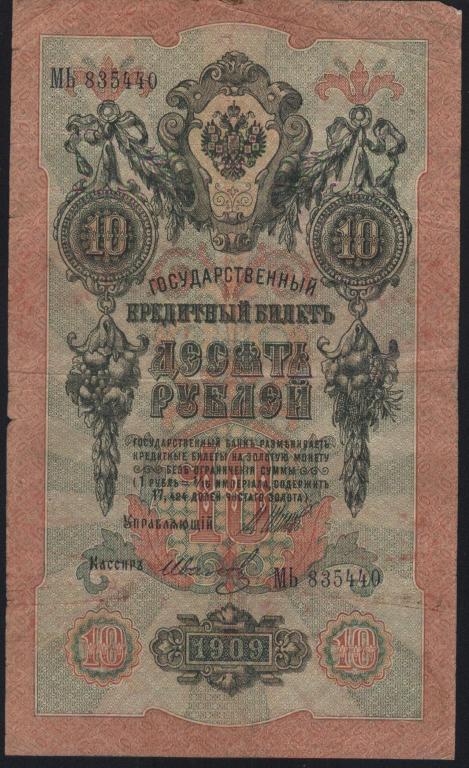 МЬ 835440
10 10
ГОСУДАРСТВЕННЫЙ
КРЕДИТНЫЙ БИЛЕТЪ
ДЕСЯТЬ
РУБЛЕЙ
ГОСУДАРСТВЕННЫЙ БАНКЪ РАЗМѢНИВАЕТЪ
КРЕДИТНЫЕ БИЛЕТЫ НА ЗОЛОТУЮ МОНЕТУ
БЕЗЪ ОГРАНИЧЕНІЯ СУММЫ
(1 РУБЛЬ = 1/15 ИМПЕРІАЛА, СОДЕРЖИТЪ
17,424 ДОЛЕЙ ЧИСТАГО ЗОЛОТА).
10
УПРАВЛЯЮЩІЙ
Кассиръ
МЬ 835440
10 1909 10